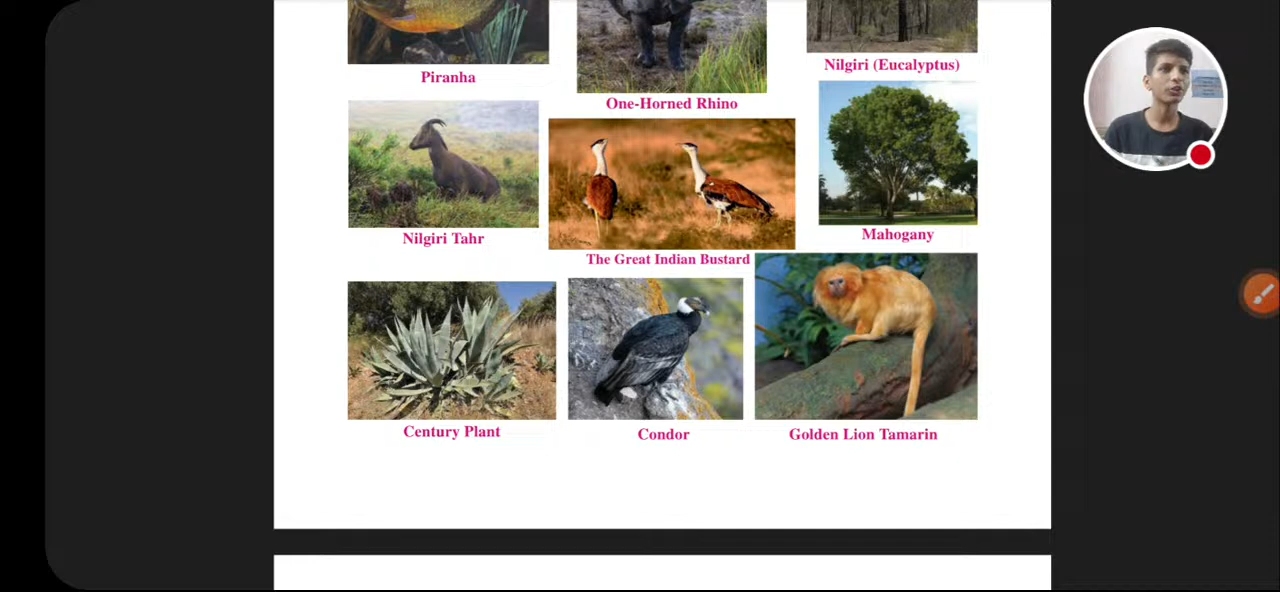 Piranha
One-Horned Rhino
Nilgiri (Eucalyptus)
Nilgiri Tahr
The Great Indian Bustard
Mahogany
Century Plant
Condor
Golden Lion Tamarin